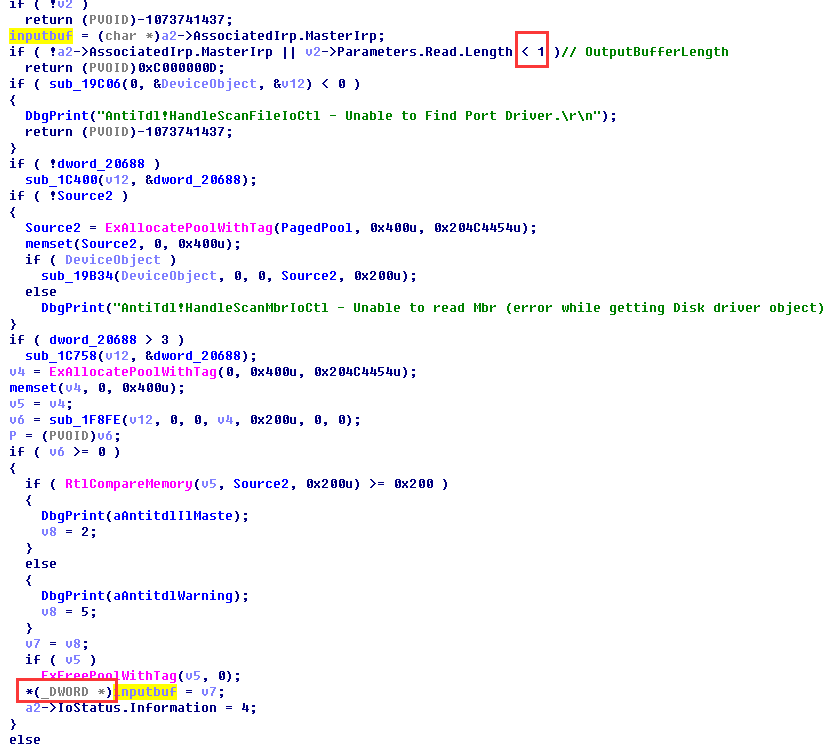 if ( !v2 )
return (PVOID)-1073741437;
inputbuf = (char *)a2->AssociatedIrp.MasterIrp;
if ( !a2->AssociatedIrp.MasterIrp || v2->Parameters.Read.Length < 1 )// OutputBufferLength
return (PVOID)0xC000000D;
if ( sub_19C06(0, &DeviceObject, &v12) < 0 )
{
DbgPrint("AntiTdl!HandleScanFileIoCtl - Unable to Find Port Driver.\r\n");
return (PVOID)-1073741437;
}
if ( !dword_20688 )
sub_1C400(v12, &dword_20688);
if ( !Source2 )
{
Source2 = ExAllocatePoolWithTag(PagedPool, 0x400u, 0x204C4454u);
memset(Source2, 0, 0x400u);
if ( DeviceObject )
sub_19B34(DeviceObject, 0, 0, Source2, 0x200u);
else
DbgPrint("AntiTdl!HandleScanMbrIoCtl - Unable to read Mbr (error while getting Disk driver object)
}
if ( dword_20688 > 3 )
sub_1C758(v12, &dword_20688);
v4 = ExAllocatePoolWithTag(0, 0x400u, 0x204C4454u);
memset(v4, 0, 0x400u);
v5 = v4;
v6 = sub_1F8FE(v12, 0, 0, v4, 0x200u, 0, 0);
P = (PVOID)v6;
if ( v6 >= 0 )
{
if ( RtlCompareMemory(v5, Source2, 0x200u) >= 0x200 )
{
DbgPrint(aAntitdlIlMaste);
v8 = 2;
}
else
{
DbgPrint(aAntitdlWarning);
v8 = 5;
}
v7 = v8;
if ( v5 )
ExFreePoolWithTag(v5, 0);
*(_DWORD *)inputbuf = v7;
a2->IoStatus.Information = 4;
}
else